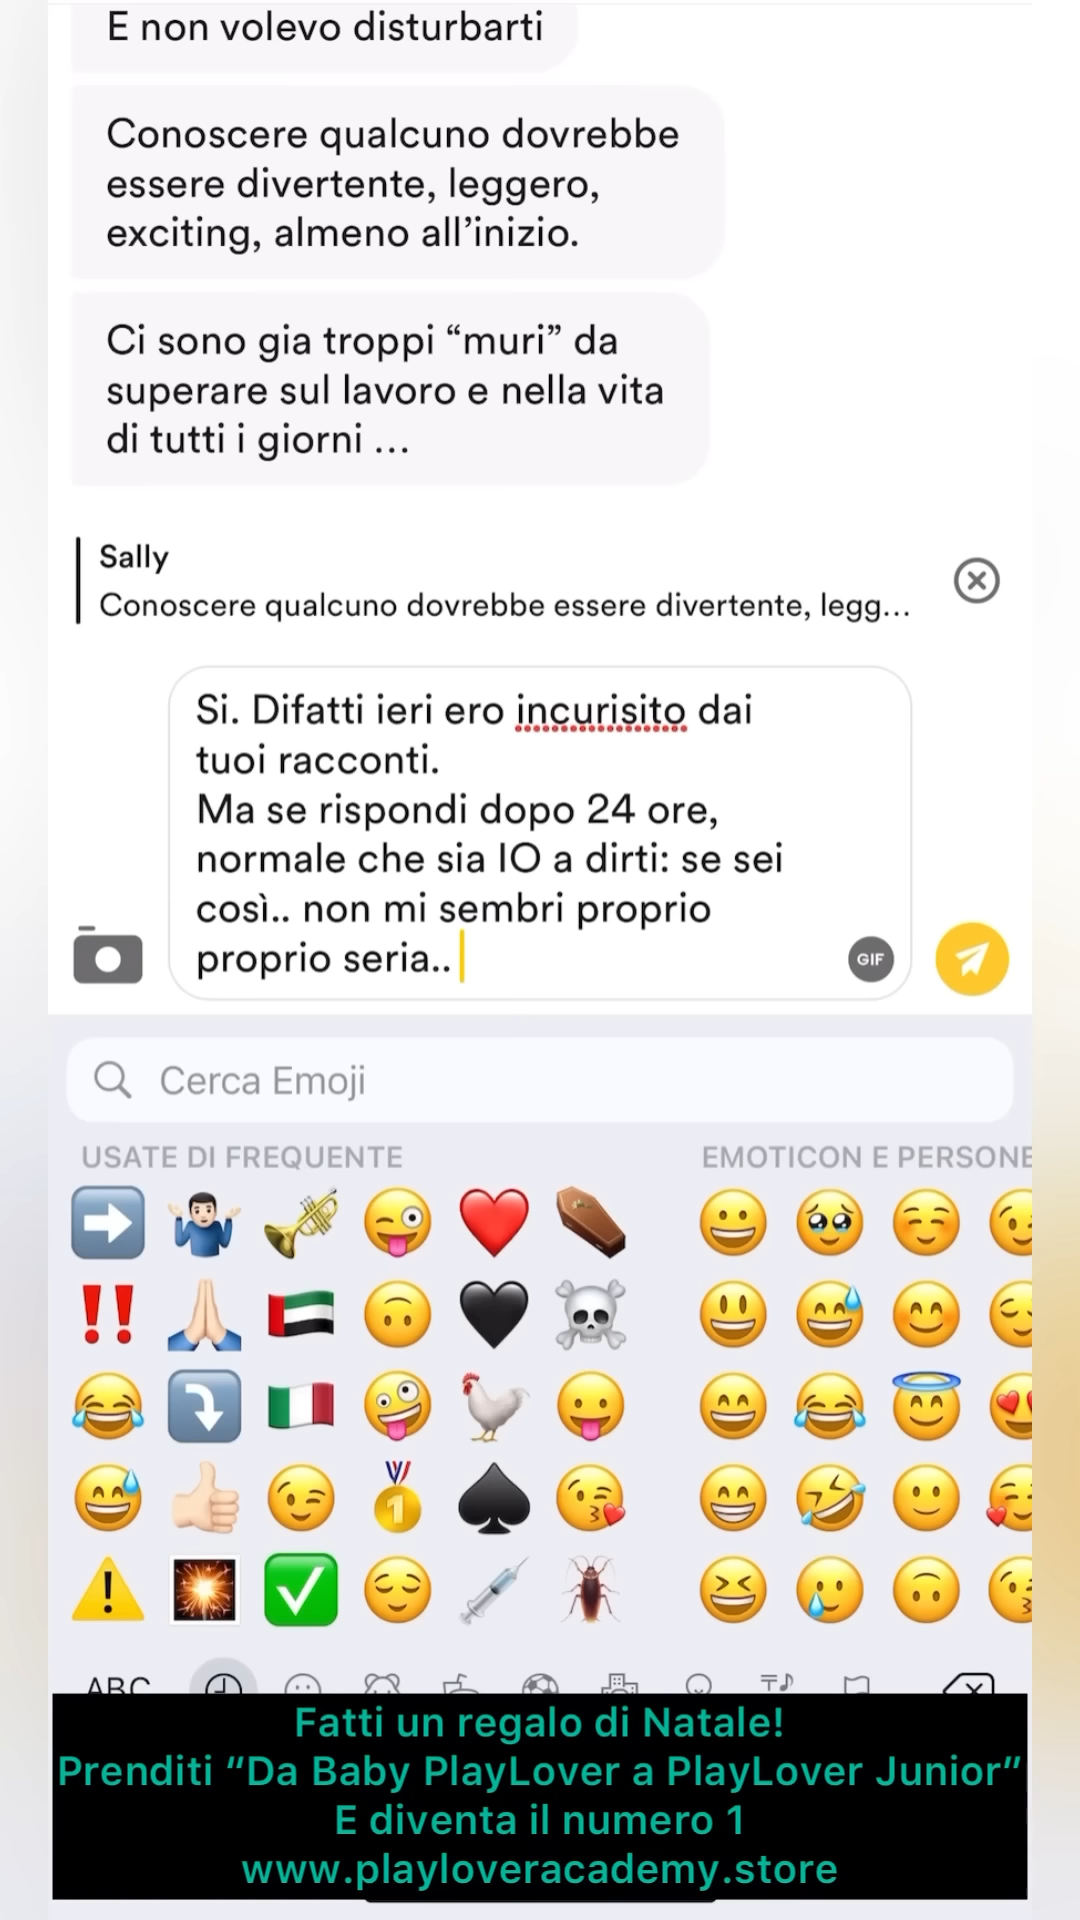 E non volevo disturbarti
Conoscere qualcuno dovrebbe
essere divertente, leggero,
exciting, almeno all’inizio.
Ci sono gia troppi “muri” da
superare sul lavoro e nella vita
di tutti i giorni ...
Sally
Conoscere qualcuno dovrebbe essere divertente, legg...
Si. Difatti ieri ero incurisito dai
tuoi racconti.
Ma se rispondi dopo 24 ore,
normale che sia IO a dirti: se sei
così.. non mi sembri proprio
proprio seria..
GIF
Cerca Emoji
USATE DI FREQUENTE
EMOTICON E PERSONE
ABC
Fatti un regalo di Natale!
Prenditi “Da Baby PlayLover a PlayLover Junior”
E diventa il numero 1
www.playloveracademy.store